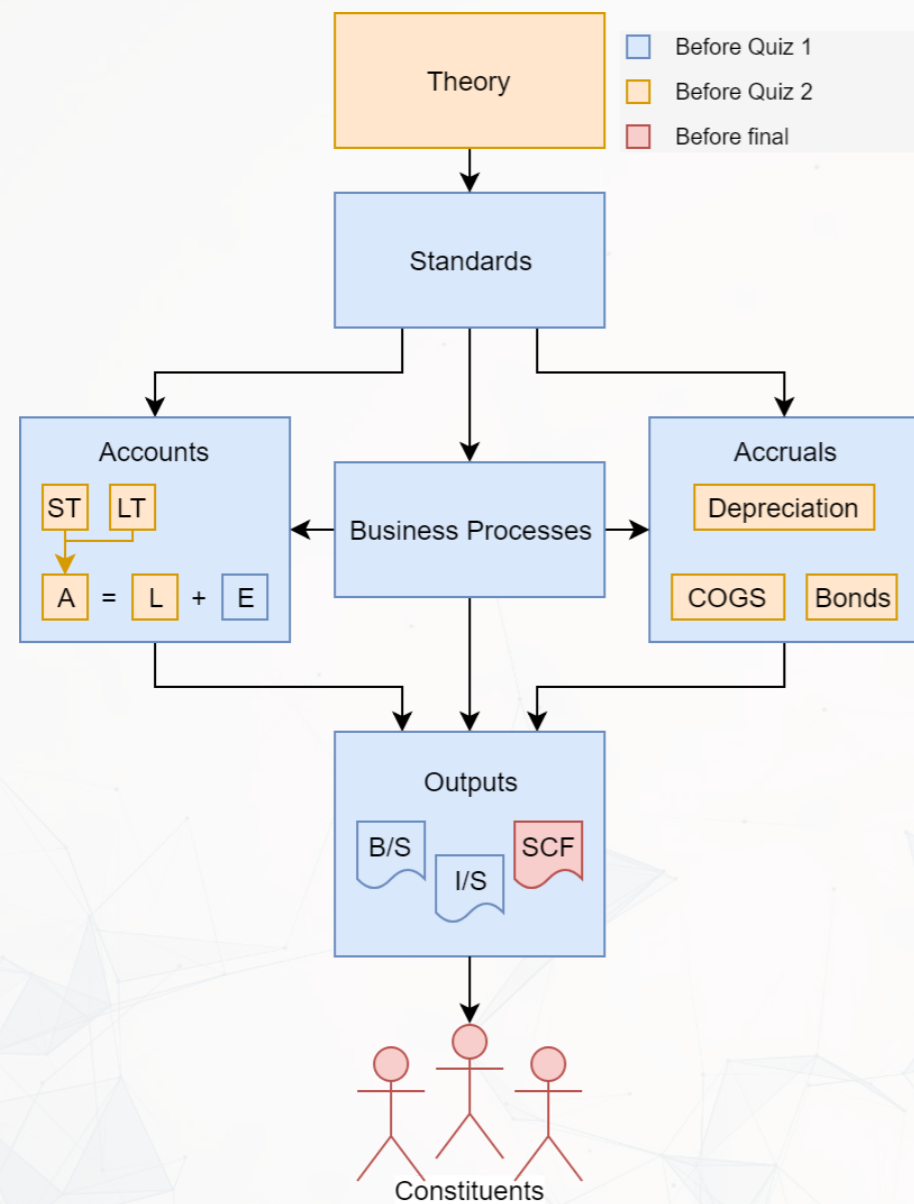 Theory
Before Quiz 1
Before Quiz 2
Before final
Standards
Accounts
ST LT
A = L + E
Business Processes
Accruals
Depreciation
COGS Bonds
Outputs
B/S
I/S
SCF
Constituents